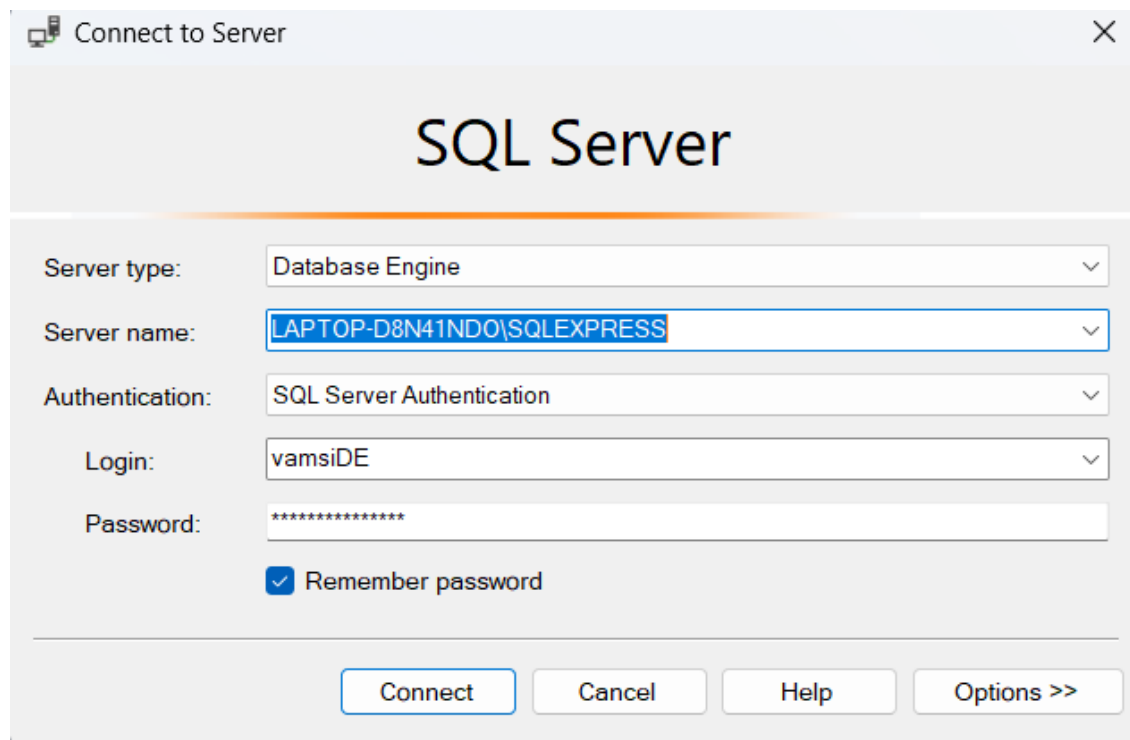 Connect to Server
SQL Server
Server type: Database Engine
Server name: LAPTOP-D8N41NDO\SQLEXPRESS
Authentication: SQL Server Authentication
Login: vamsiDE
Password: ***************
Remember password
Connect Cancel Help Options >>